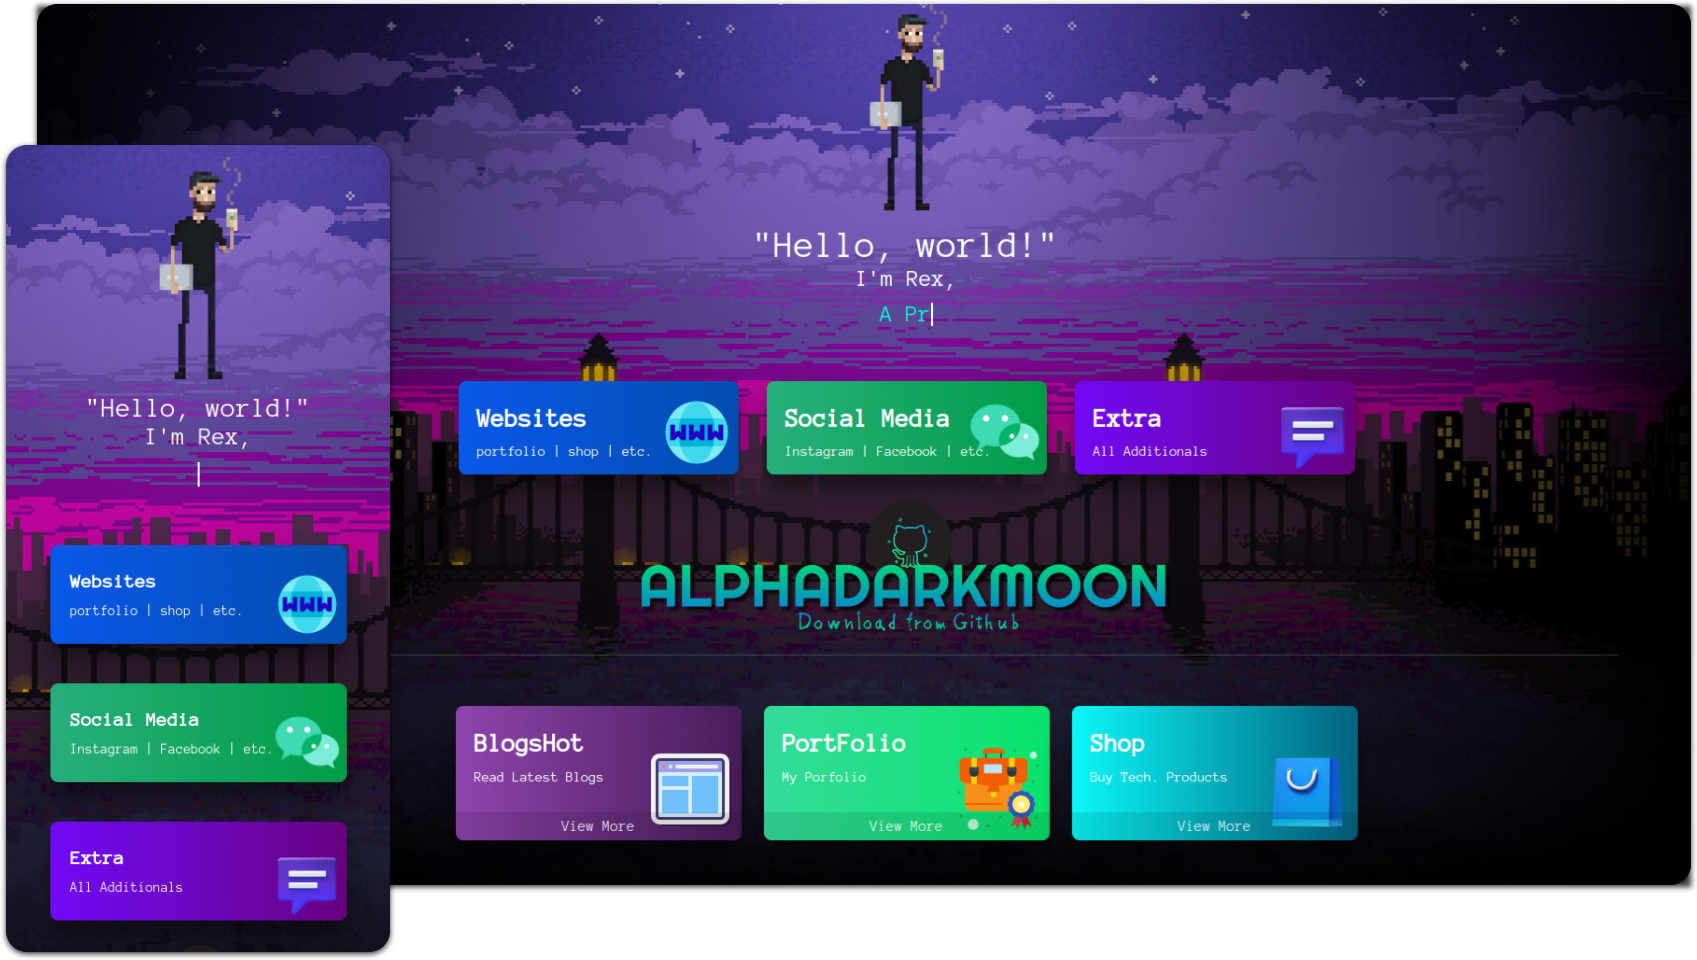 "Hello, world!"
I'm Rex,
A Pr
Websites
portfolio | shop | etc.
WWW
Social Media
Instagram | Facebook | etc.
Extra
All Additionals
ALPHADARKMOON
Download from Github
BlogsHot
Read Latest Blogs
View More
PortFolio
My Porfolio
View More
Shop
Buy Tech. Products
View More
"Hello, world!"
I'm Rex,
Websites
portfolio | shop | etc.
WWW
Social Media
Instagram | Facebook | etc.
Extra
All Additionals